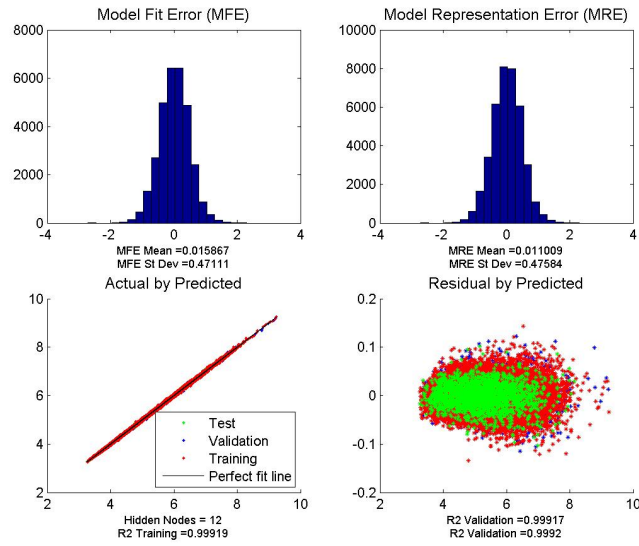 Model Fit Error (MFE)
8000
6000
4000
2000
0
-4
-2
0
2
4
MFE Mean =0.015867
MFE St Dev =0.47111
Model Representation Error (MRE)
10000
8000
6000
4000
2000
0
-4
-2
0
2
4
MRE Mean =0.011009
MRE St Dev =0.47584
Actual by Predicted
10
8
6
4
2
Test
Validation
Training
Perfect fit line
2
4
6
8
10
Hidden Nodes = 12
R2 Training =0.99919
Residual by Predicted
0.2
0.1
0
-0.1
-0.2
2
4
6
8
10
R2 Validation =0.99917
R2 Validation =0.9992